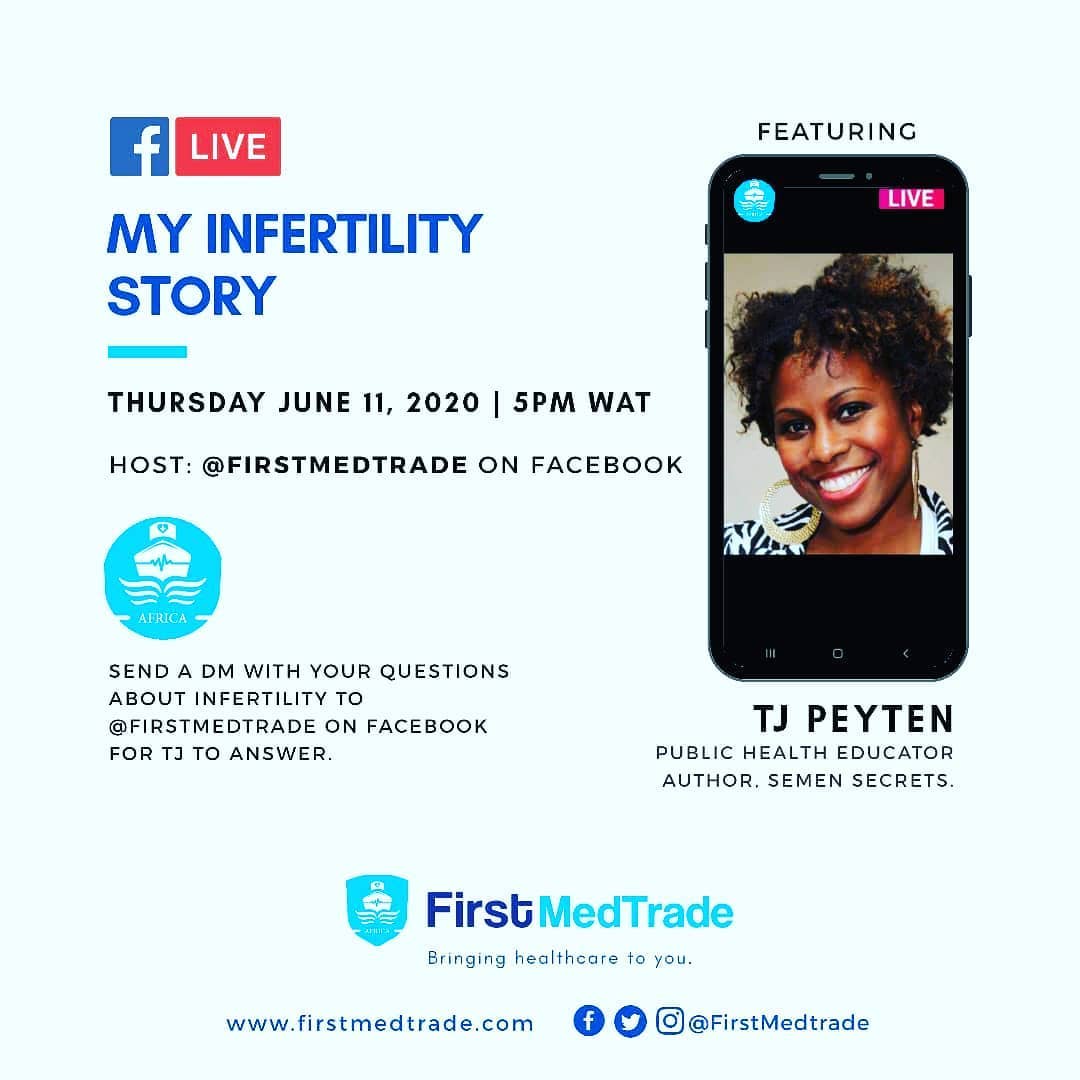 f LIVE
MY INFERTILITY
STORY
THURSDAY JUNE 11, 2020 | 5PM WAT
HOST: @FIRSTMEDTRADE ON FACEBOOK
AFRICA
SEND A DM WITH YOUR QUESTIONS
ABOUT INFERTILITY TO
@FIRSTMEDTRADE ON FACEBOOK
FOR TJ TO ANSWER.
FEATURING
LIVE
TJ PEYTEN
PUBLIC HEALTH EDUCATOR
AUTHOR, SEMEN SECRETS.
AFRICA
FirstMedTrade
Bringing healthcare to you.
www.firstmedtrade.com
@FirstMedtrade